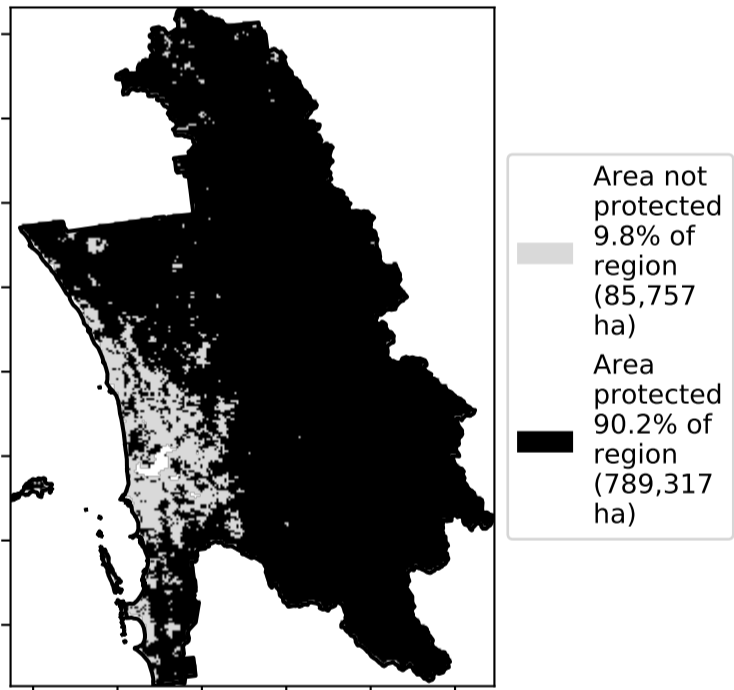 Area not
protected
9.8% of
region
(85,757
ha)
Area
protected
90.2% of
region
(789,317
ha)